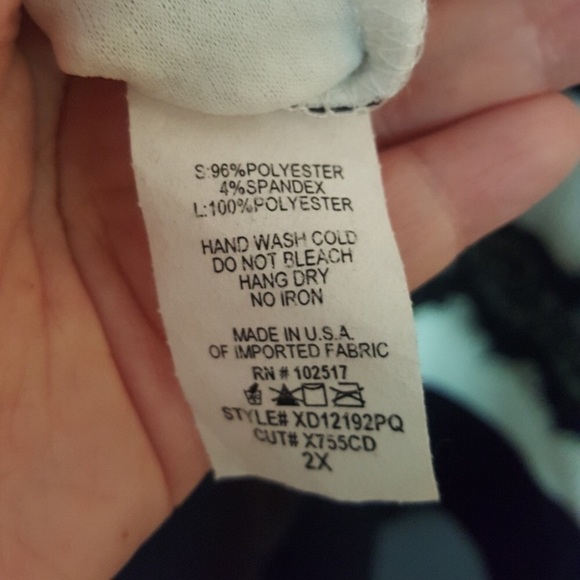 S:96%POLYESTER
4%SPANDEX
L:100%POLYESTER
HAND WASH COLD
DO NOT BLEACH
HANG DRY
NO IRON
MADE IN U.S.A.
OF IMPORTED FABRIC
RN # 102517
STYLE# XD12192PQ
CUT# X755CD
2X